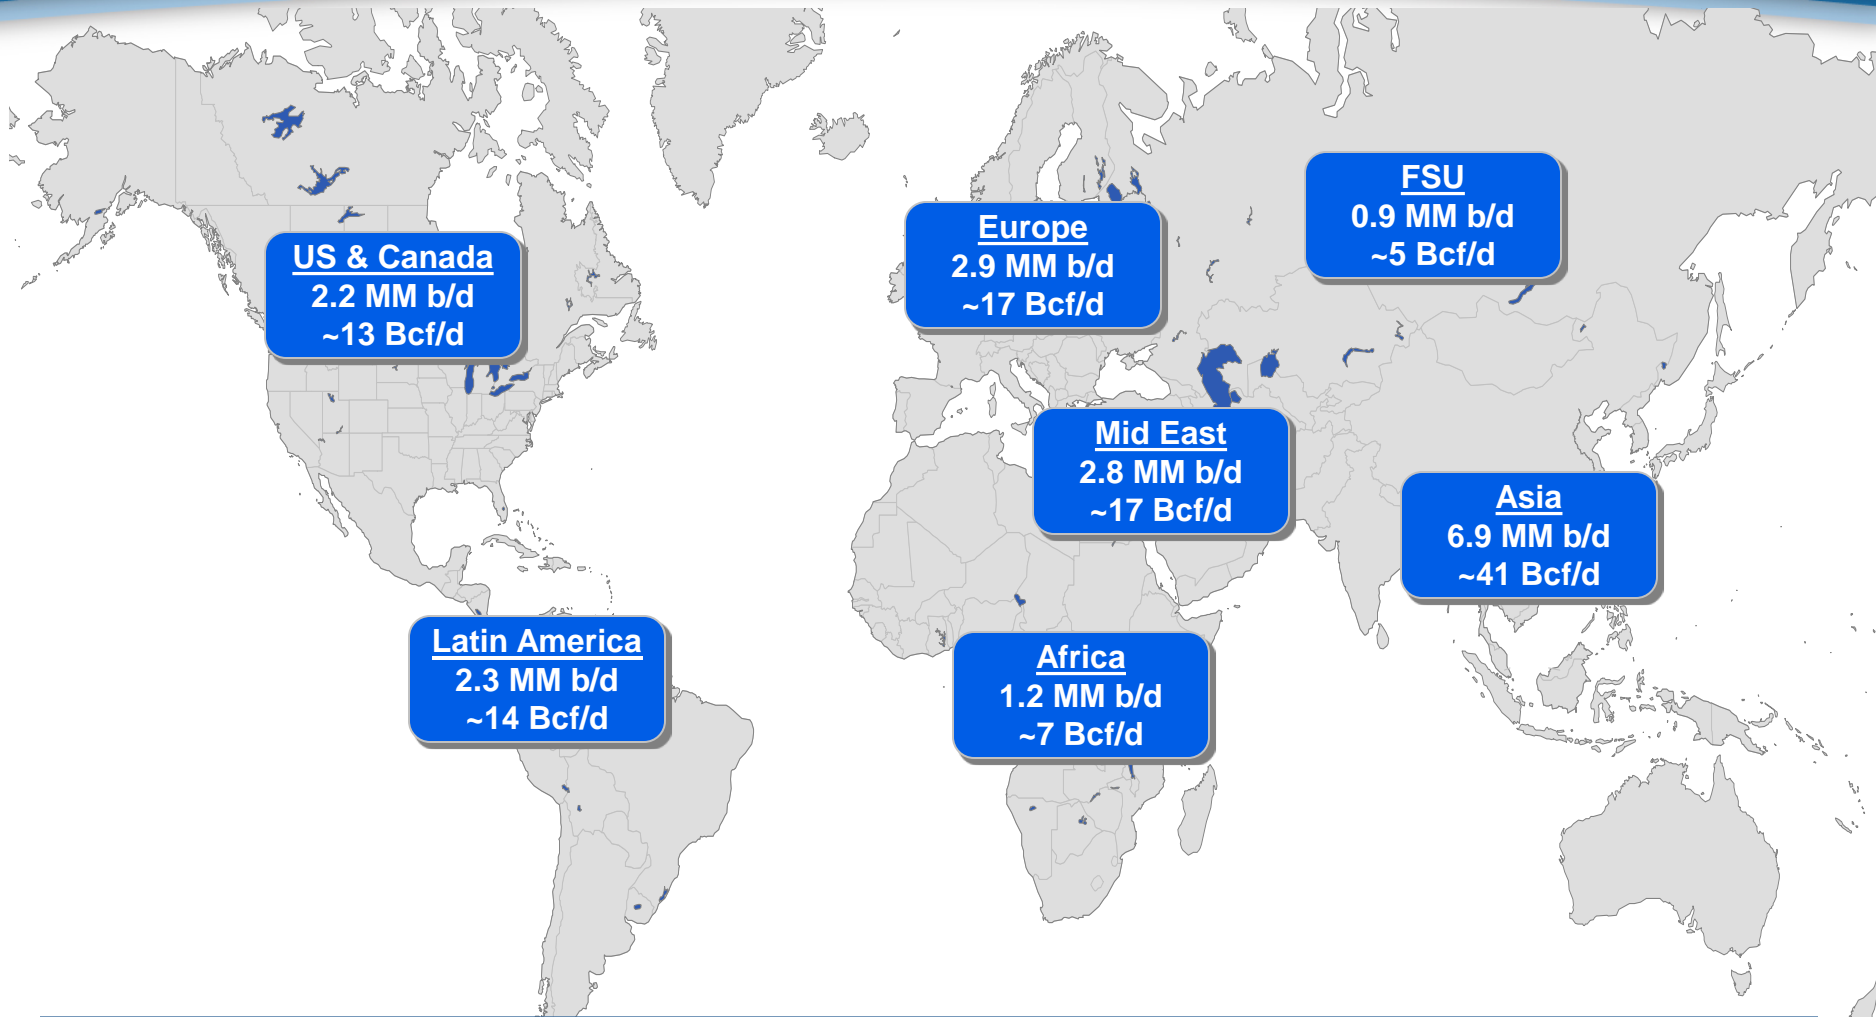 US & Canada
2.2 MM b/d
~13 Bcf/d
Europe
2.9 MM b/d
~17 Bcf/d
FSU
0.9 MM b/d
~5 Bcf/d
Mid East
2.8 MM b/d
~17 Bcf/d
Asia
6.9 MM b/d
~41 Bcf/d
Latin America
2.3 MM b/d
~14 Bcf/d
Africa
1.2 MM b/d
~7 Bcf/d